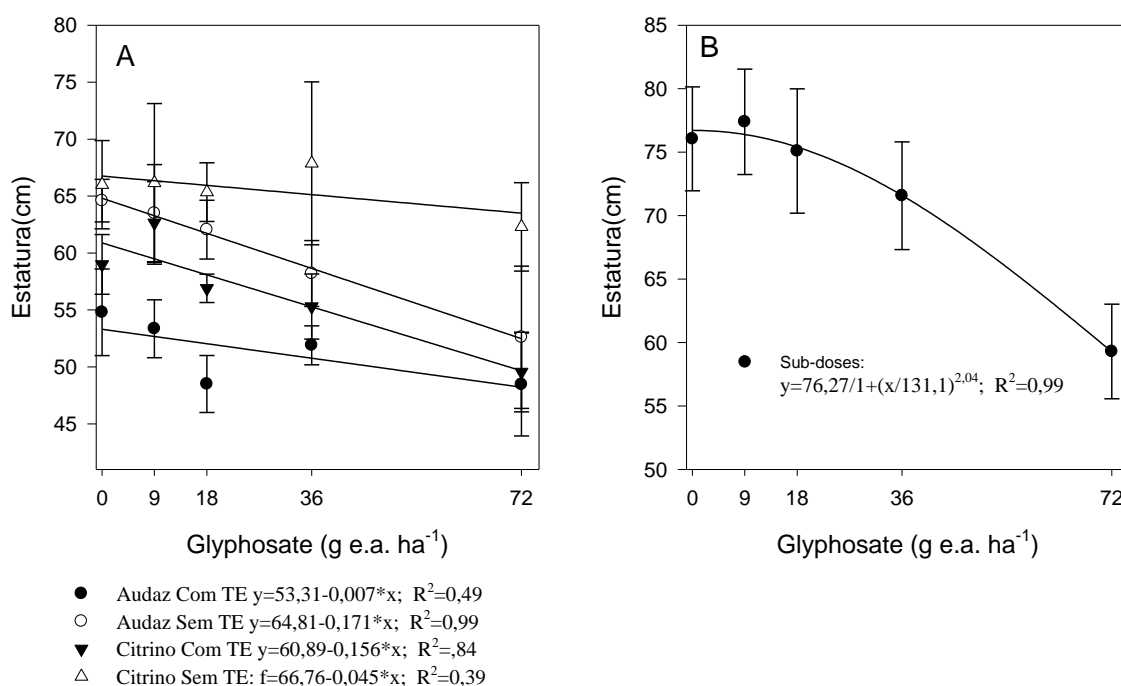 A
Estatura(cm)
80
75
70
65
60
55
50
45
0 9 18 36 72
Glyphosate (g e.a. ha-1)
Audaz Com TE y=53,31-0,007*x; R2=0,49
Audaz Sem TE y=64,81-0,171*x; R2=0,99
Citrino Com TE y=60,89-0,156*x; R2=,84
Citrino Sem TE: f=66,76-0,045*x; R2=0,39
B
Estatura(cm)
85
80
75
70
65
60
55
50
Sub-doses:
y=76,27/1+(x/131,1)2,04; R2=0,99
0 9 18 36 72
Glyphosate (g e.a. ha-1)